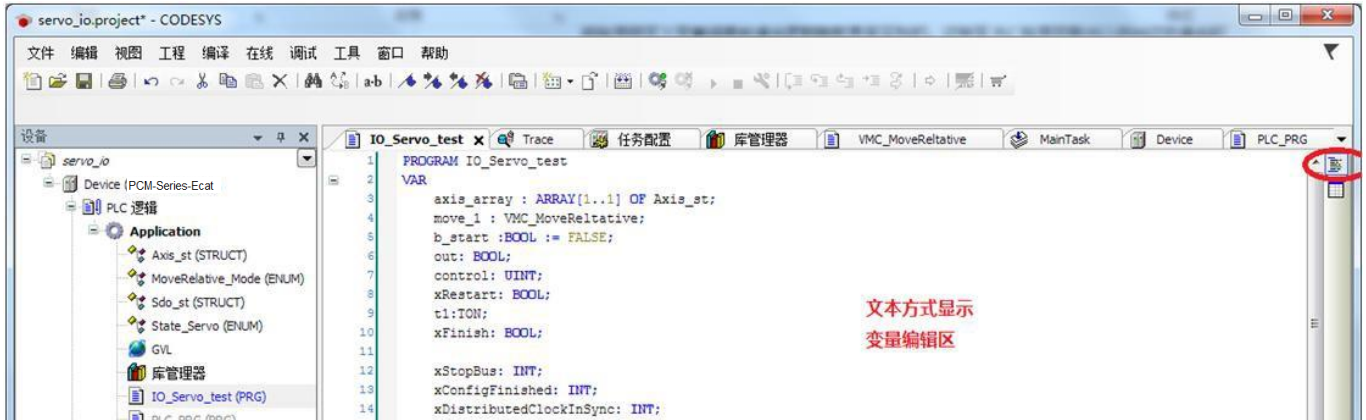 servo_io.project* - CODESYS
文件 编辑 视图 工程 编译 在线 调试 工具 窗口 帮助
设备
IO_Servo_test Trace 任务配置 库管理器 VMC_MoveReltative MainTask Device PLC_PRG
servo_io
Device (PCM-Series-Ecat
PLC 逻辑
Application
Axis_st (STRUCT)
MoveRelative_Mode (ENUM)
Sdo_st (STRUCT)
State_Servo (ENUM)
GVL
库管理器
IO_Servo_test (PRG)
PLC_PRG (PRG)
1 PROGRAM IO_Servo_test
2 VAR
3 axis_array : ARRAY[1..1] OF Axis_st;
4 move_1 : VMC_MoveReltative;
5 b_start :BOOL := FALSE;
6 out: BOOL;
7 control: UINT;
8 xRestart: BOOL;
9 t1:TON;
10 xFinish: BOOL;
11
12 xStopBus: INT;
13 xConfigFinished: INT;
14 xDistributedClockInSync: INT;
文本方式显示
变量编辑区